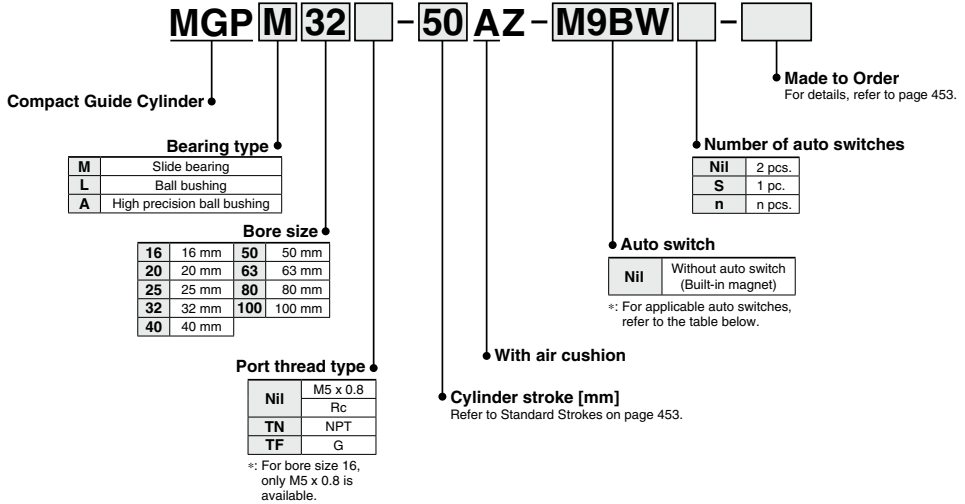 MGP M 32 – 50 AZ – M9BW –
Compact Guide Cylinder
Made to Order
For details, refer to page 453.
Bearing type
M Slide bearing
L Ball bushing
A High precision ball bushing
Number of auto switches
Nil 2 pcs.
S 1 pc.
n n pcs.
Bore size
16 16 mm 50 50 mm
20 20 mm 63 63 mm
25 25 mm 80 80 mm
32 32 mm 100 100 mm
40 40 mm
Auto switch
Nil Without auto switch
(Built-in magnet)
∗: For applicable auto switches,
refer to the table below.
With air cushion
Port thread type
Nil M5 x 0.8
Rc
TN NPT
TF G
∗: For bore size 16,
only M5 x 0.8 is
available.
Cylinder stroke [mm]
Refer to Standard Strokes on page 453.